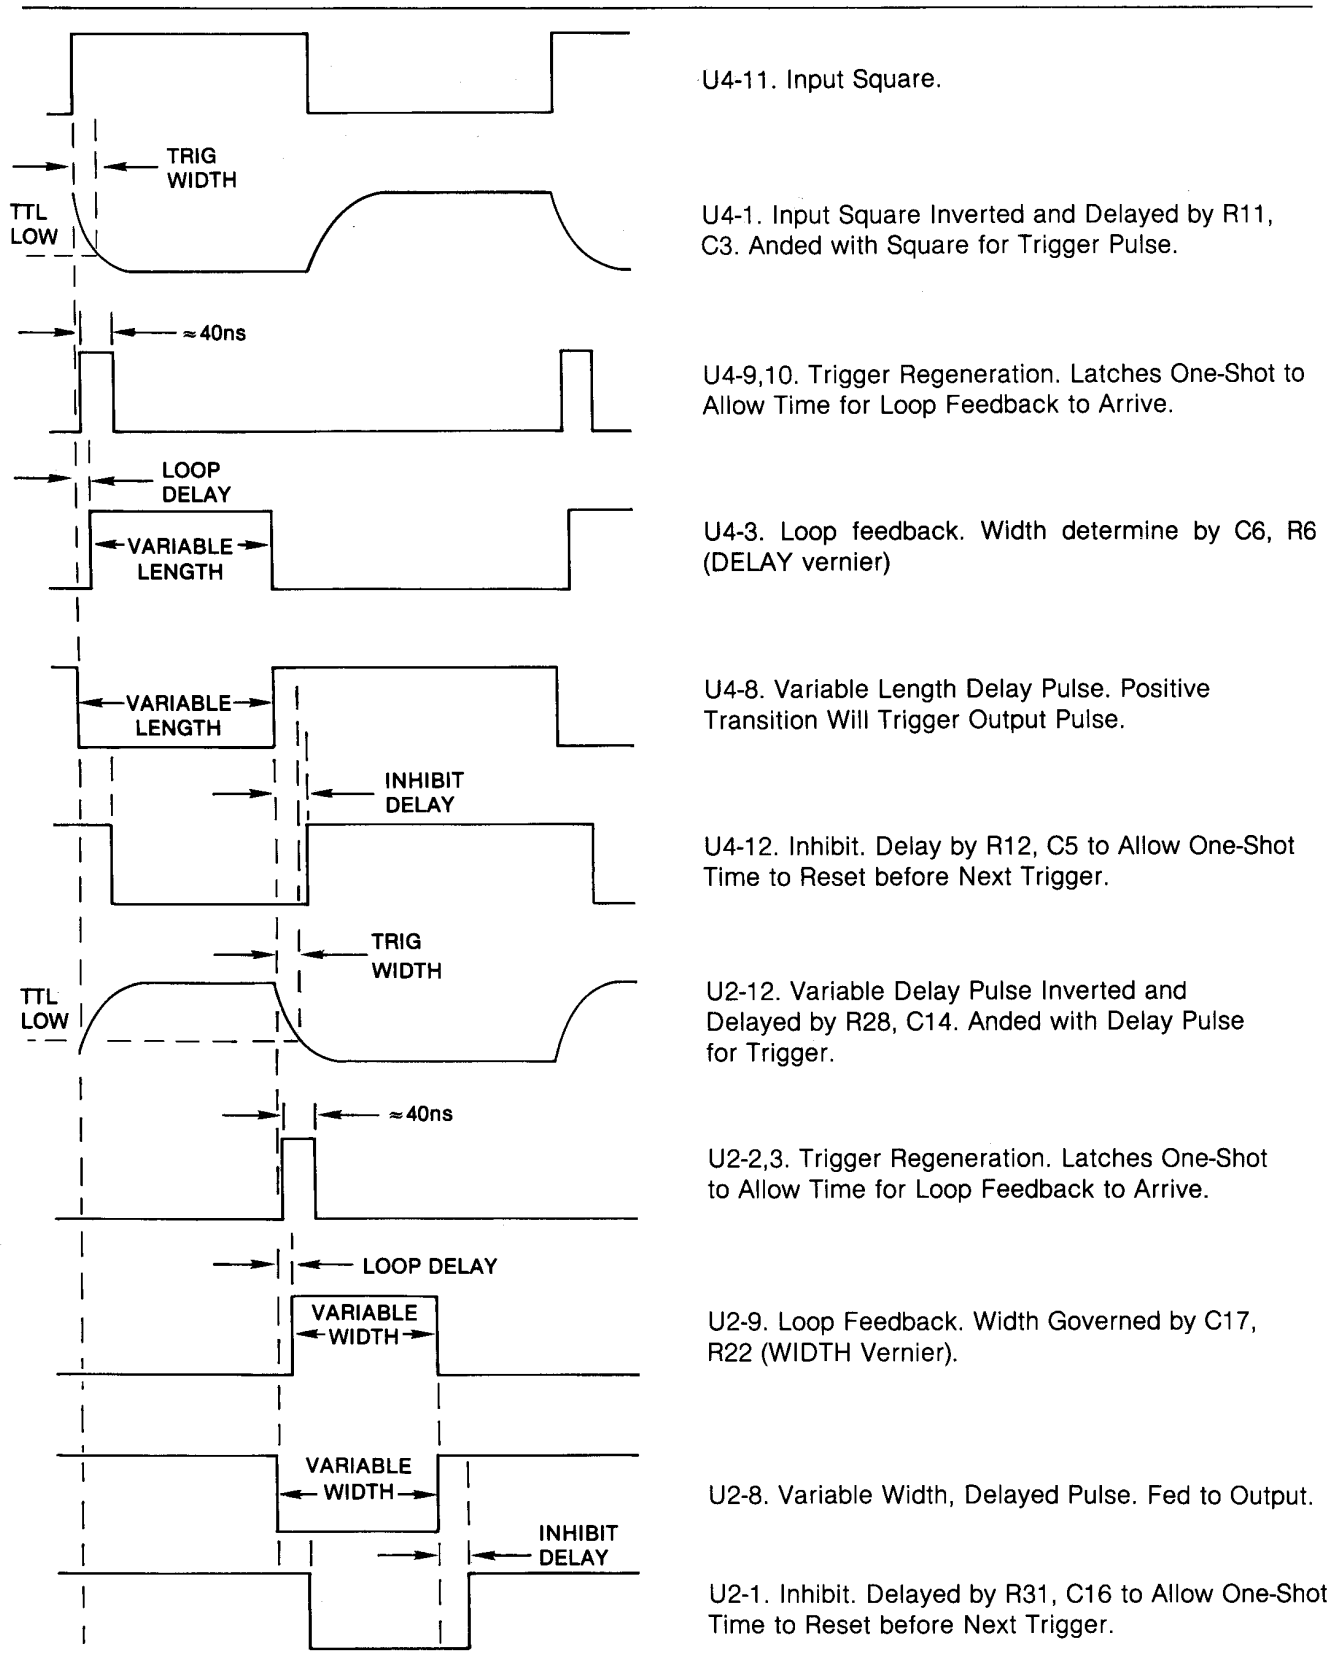 U4-11. Input Square.
TRIG
WIDTH
TTL
LOW
U4-1. Input Square Inverted and Delayed by R11,
C3. Anded with Square for Trigger Pulse.
≈40ns
U4-9,10. Trigger Regeneration. Latches One-Shot to
Allow Time for Loop Feedback to Arrive.
LOOP
DELAY
VARIABLE
LENGTH
U4-3. Loop feedback. Width determine by C6, R6
(DELAY vernier)
VARIABLE
LENGTH
U4-8. Variable Length Delay Pulse. Positive
Transition Will Trigger Output Pulse.
INHIBIT
DELAY
U4-12. Inhibit. Delay by R12, C5 to Allow One-Shot
Time to Reset before Next Trigger.
TRIG
WIDTH
TTL
LOW
U2-12. Variable Delay Pulse Inverted and
Delayed by R28, C14. Anded with Delay Pulse
for Trigger.
≈40ns
U2-2,3. Trigger Regeneration. Latches One-Shot
to Allow Time for Loop Feedback to Arrive.
LOOP DELAY
VARIABLE
WIDTH
U2-9. Loop Feedback. Width Governed by C17,
R22 (WIDTH Vernier).
VARIABLE
WIDTH
U2-8. Variable Width, Delayed Pulse. Fed to Output.
INHIBIT
DELAY
U2-1. Inhibit. Delayed by R31, C16 to Allow One-Shot
Time to Reset before Next Trigger.